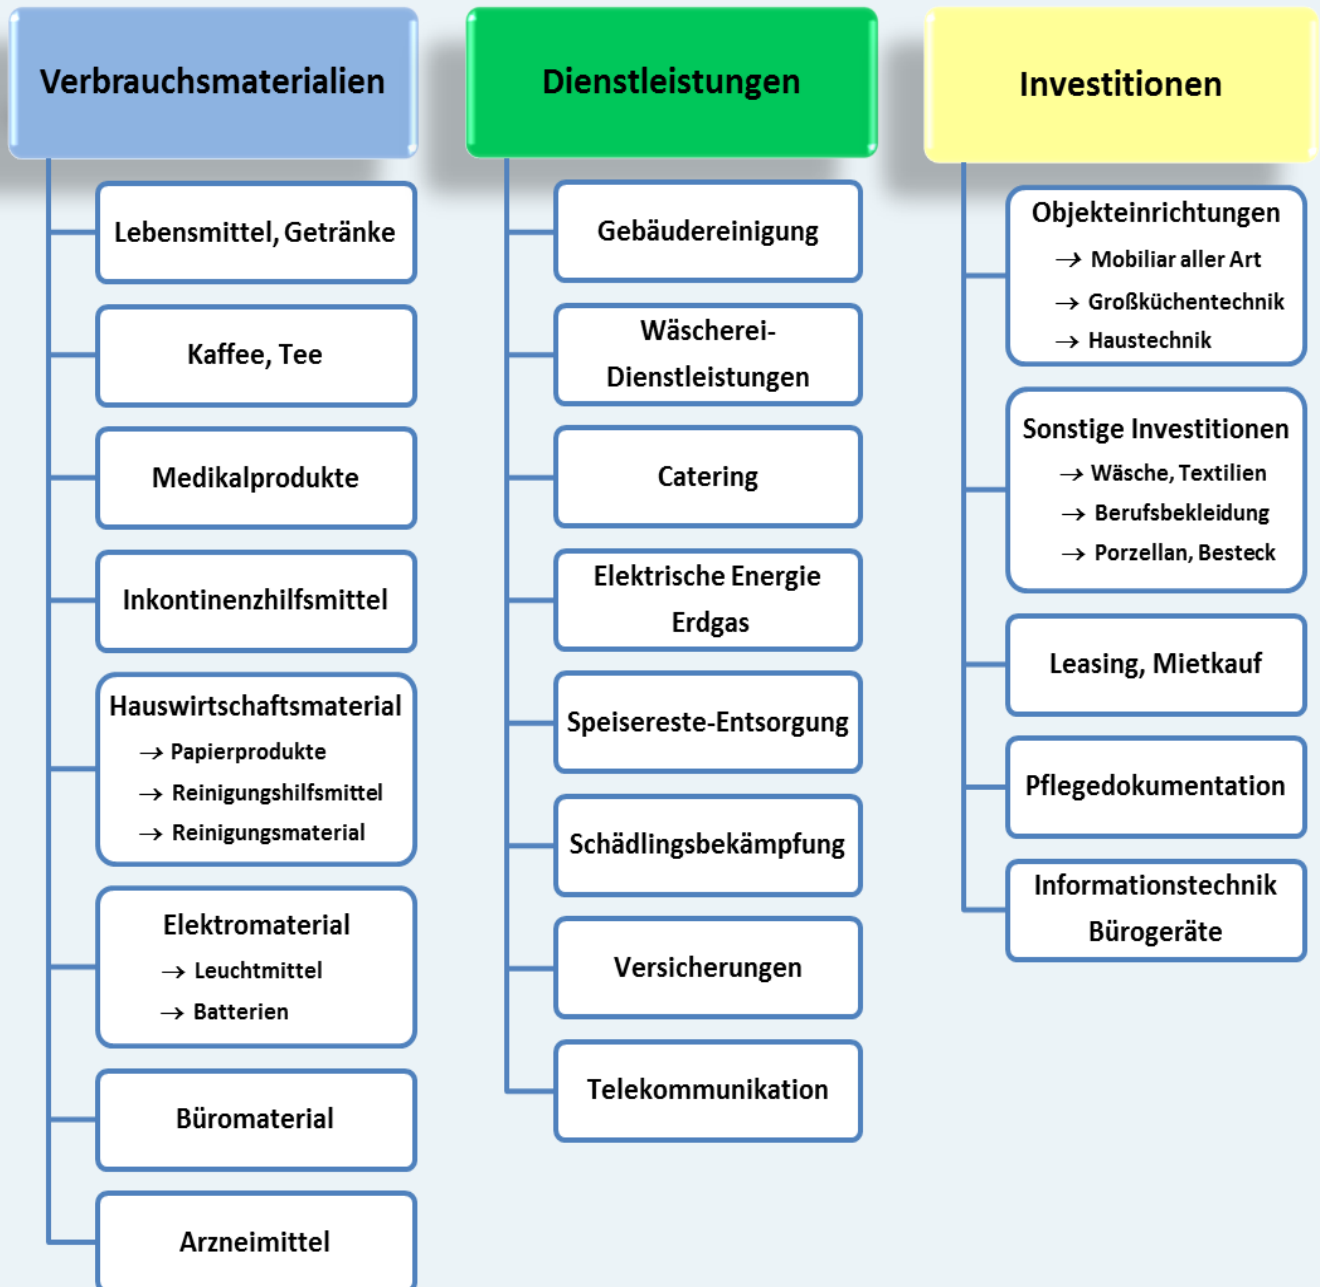 Verbrauchsmaterialien
Lebensmittel, Getränke
Kaffee, Tee
Medikalprodukte
Inkontinenzhilfsmittel
Hauswirtschaftsmaterial
→ Papierprodukte
→ Reinigungshilfsmittel
→ Reinigungsmaterial
Elektromaterial
→ Leuchtmittel
→ Batterien
Büromaterial
Arzneimittel
Dienstleistungen
Gebäudereinigung
Wäscherei-
Dienstleistungen
Catering
Elektrische Energie
Erdgas
Speisereste-Entsorgung
Schädlingsbekämpfung
Versicherungen
Telekommunikation
Investitionen
Objekteinrichtungen
→ Mobiliar aller Art
→ Großküchentechnik
→ Haustechnik
Sonstige Investitionen
→ Wäsche, Textilien
→ Berufsbekleidung
→ Porzellan, Besteck
Leasing, Mietkauf
Pflegedokumentation
Informationstechnik
Bürogeräte